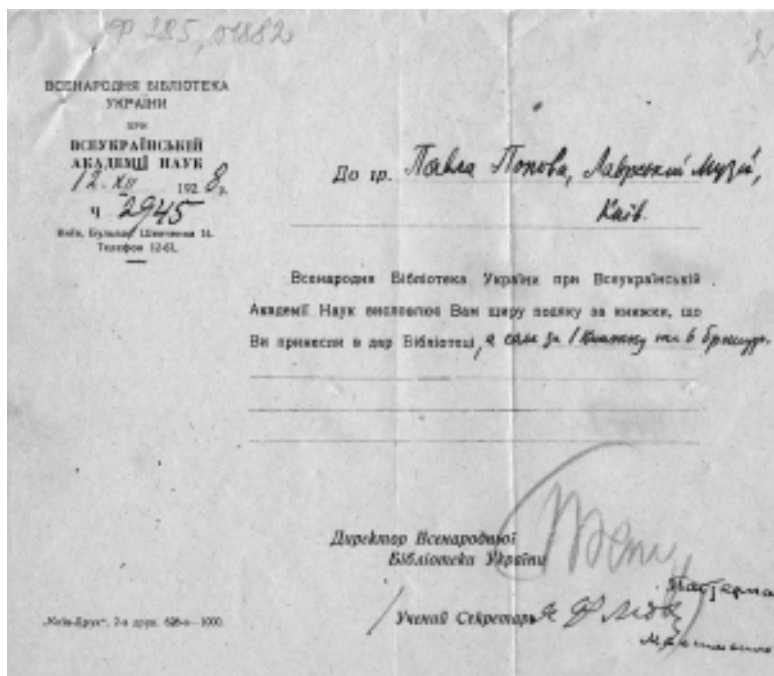 Ф 285, 01882
2
ВСЕНАРОДНЯ БІБЛІОТЕКА
УКРАЇНИ
при
ВСЕУКРАЇНСЬКІЙ
АКАДЕМІЇ НАУК
12.XII 1928 р.
ч 2945
Київ, Бульвар Шевченка 14.
Телефон 12-61.
До гр. Павла Попова, Лаврський Музей,
Київ.
Всенародня Бібліотека України при Всеукраїнській
Академії Наук висловлює Вам щиру подяку за книжки, що
Ви принесли в дар Бібліотеці, а саме за 1 книжку та 6 брошур.
Директор Всенародньої
Бібліотеки України
Учений Секретарь
„Київ-Друк“, 2-а друк. 1000.